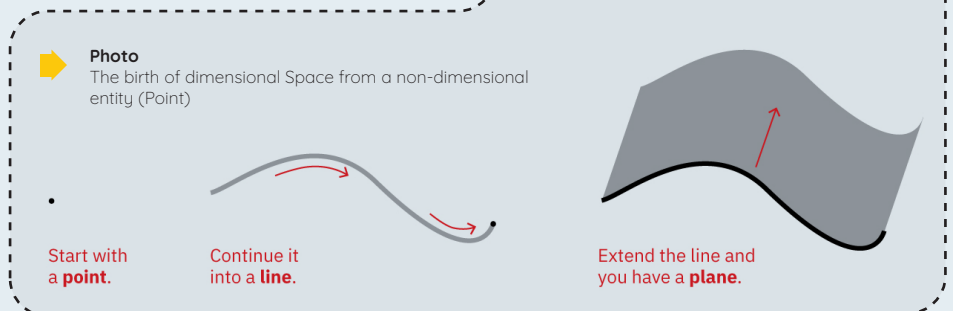 Photo
The birth of dimensional Space from a non-dimensional
entity (Point)
Start with
a point.
Continue it
into a line.
Extend the line and
you have a plane.